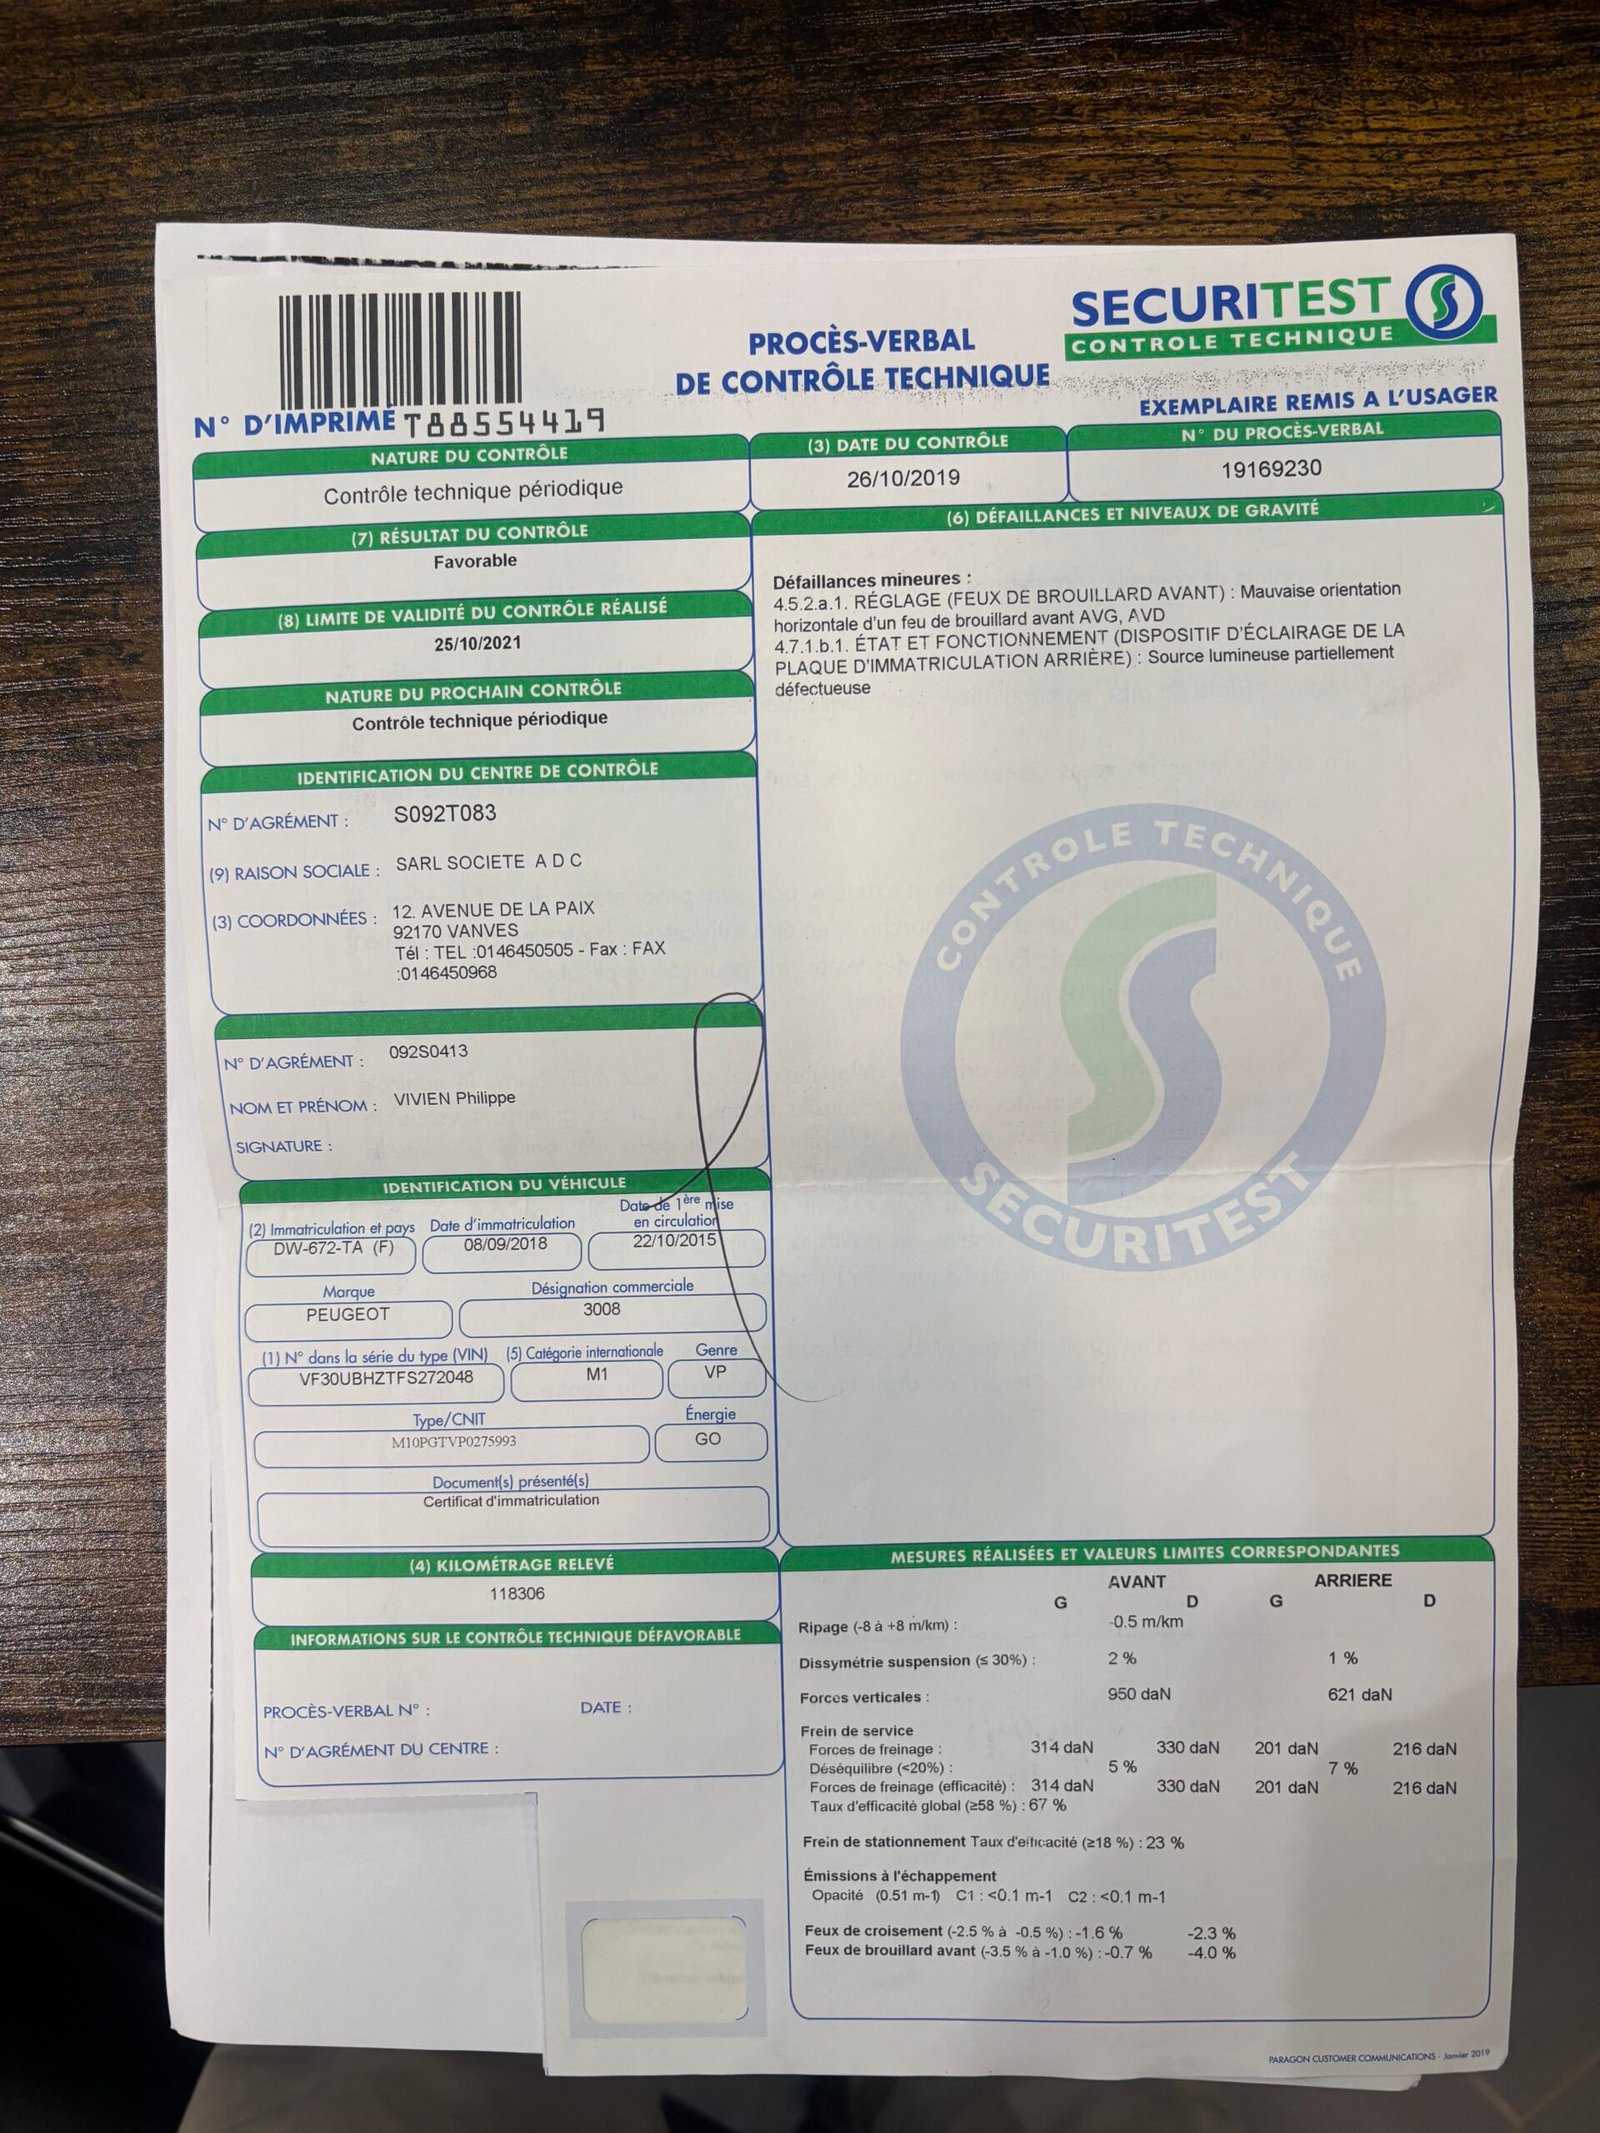 SECURITEST
CONTROLE TECHNIQUE
PROCÈS-VERBAL
DE CONTRÔLE TECHNIQUE
EXEMPLAIRE REMIS A L'USAGER
N° D'IMPRIMÉ T88554419
NATURE DU CONTRÔLE
Contrôle technique périodique
(3) DATE DU CONTRÔLE
26/10/2019
N° DU PROCÈS-VERBAL
19169230
(7) RÉSULTAT DU CONTRÔLE
Favorable
(8) LIMITE DE VALIDITÉ DU CONTRÔLE RÉALISÉ
25/10/2021
NATURE DU PROCHAIN CONTRÔLE
Contrôle technique périodique
IDENTIFICATION DU CENTRE DE CONTRÔLE
N° D'AGRÉMENT : S092T083
(9) RAISON SOCIALE : SARL SOCIETE A D C
(3) COORDONNÉES : 12. AVENUE DE LA PAIX
92170 VANVES
Tél : TEL :0146450505 - Fax : FAX
:0146450968
N° D'AGRÉMENT : 092S0413
NOM ET PRÉNOM : VIVIEN Philippe
SIGNATURE :
IDENTIFICATION DU VÉHICULE
(2) Immatriculation et pays
DW-672-TA (F)
Date d'immatriculation
08/09/2018
Date de 1ère mise
en circulation
22/10/2015
Marque
PEUGEOT
Désignation commerciale
3008
(1) N° dans la série du type (VIN)
VF30UBHZTFS272048
(5) Catégorie internationale
M1
Genre
VP
Type/CNIT
M10PGTVP0275993
Énergie
GO
Document(s) présenté(s)
Certificat d'immatriculation
(4) KILOMÉTRAGE RELEVÉ
118306
INFORMATIONS SUR LE CONTRÔLE TECHNIQUE DÉFAVORABLE
PROCÈS-VERBAL N° : DATE :
N° D'AGRÉMENT DU CENTRE :
(6) DÉFAILLANCES ET NIVEAUX DE GRAVITÉ
Défaillances mineures :
4.5.2.a.1. RÉGLAGE (FEUX DE BROUILLARD AVANT) : Mauvaise orientation
horizontale d'un feu de brouillard avant AVG, AVD
4.7.1.b.1. ÉTAT ET FONCTIONNEMENT (DISPOSITIF D'ÉCLAIRAGE DE LA
PLAQUE D'IMMATRICULATION ARRIÈRE) : Source lumineuse partiellement
défectueuse
CONTROLE TECHNIQUE
SECURITEST
MESURES RÉALISÉES ET VALEURS LIMITES CORRESPONDANTES
AVANT ARRIERE
G D G D
Ripage (-8 à +8 m/km) : -0.5 m/km
Dissymétrie suspension (≤ 30%) : 2 % 1 %
Forces verticales : 950 daN 621 daN
Frein de service
Forces de freinage : 314 daN 330 daN 201 daN 216 daN
Déséquilibre (<20%) : 5 % 7 %
Forces de freinage (efficacité) : 314 daN 330 daN 201 daN 216 daN
Taux d'efficacité global (≥58 %) : 67 %
Frein de stationnement Taux d'efficacité (≥18 %) : 23 %
Émissions à l'échappement
Opacité (0.51 m-1) C1 : <0.1 m-1 C2 : <0.1 m-1
Feux de croisement (-2.5 % à -0.5 %) : -1.6 % -2.3 %
Feux de brouillard avant (-3.5 % à -1.0 %) : -0.7 % -4.0 %
PARAGON CUSTOMER COMMUNICATIONS - Janvier 2019